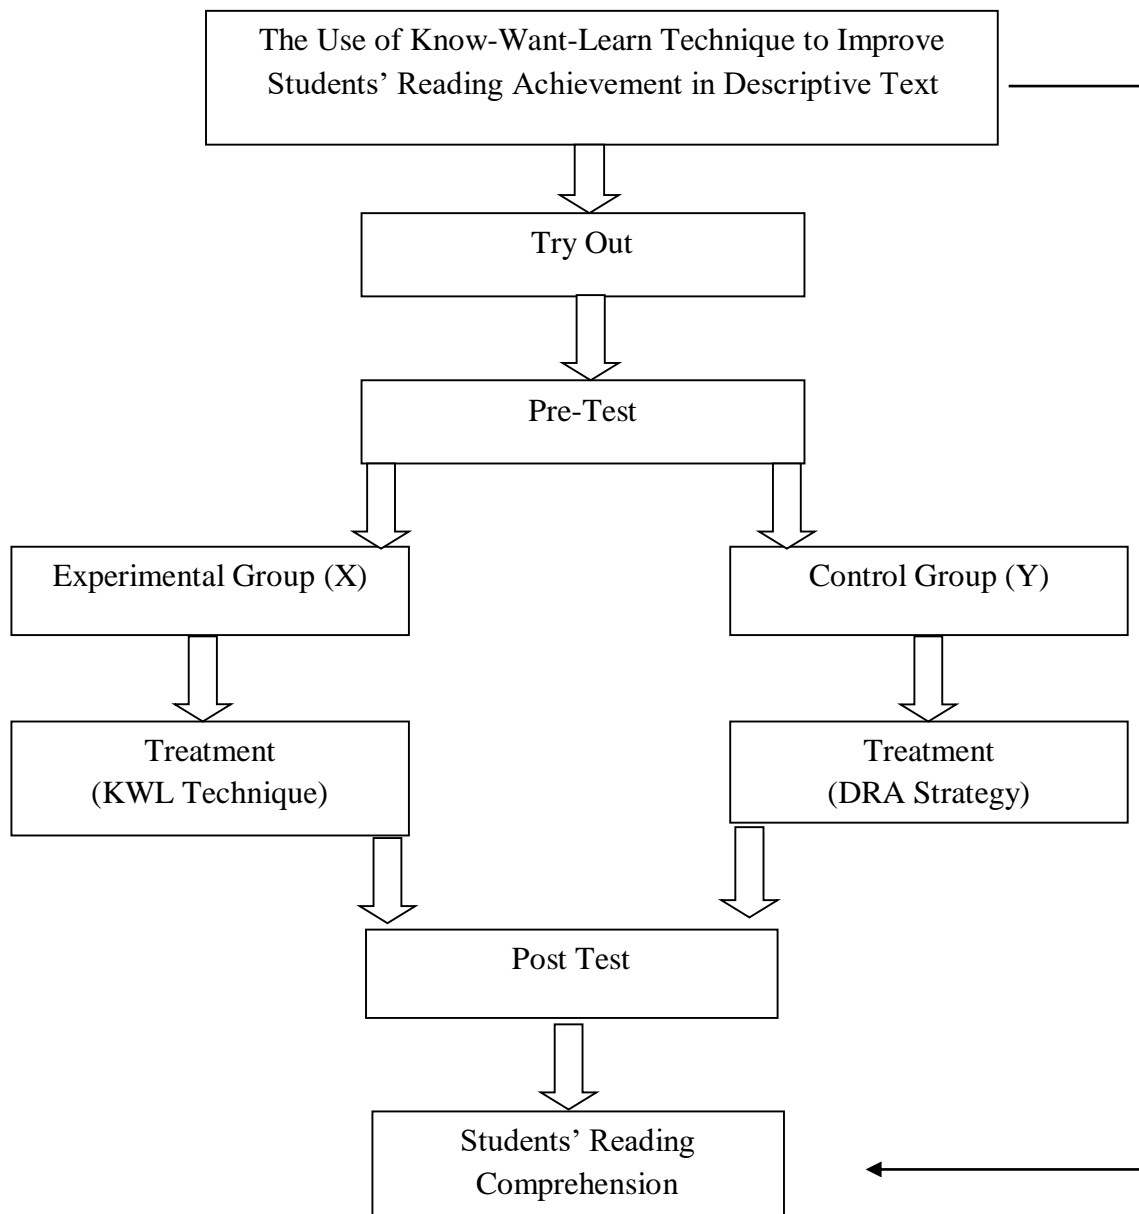 The Use of Know-Want-Learn Technique to Improve
Students’ Reading Achievement in Descriptive Text
Try Out
Pre-Test
Experimental Group (X)
Control Group (Y)
Treatment
(KWL Technique)
Treatment
(DRA Strategy)
Post Test
Students’ Reading
Comprehension